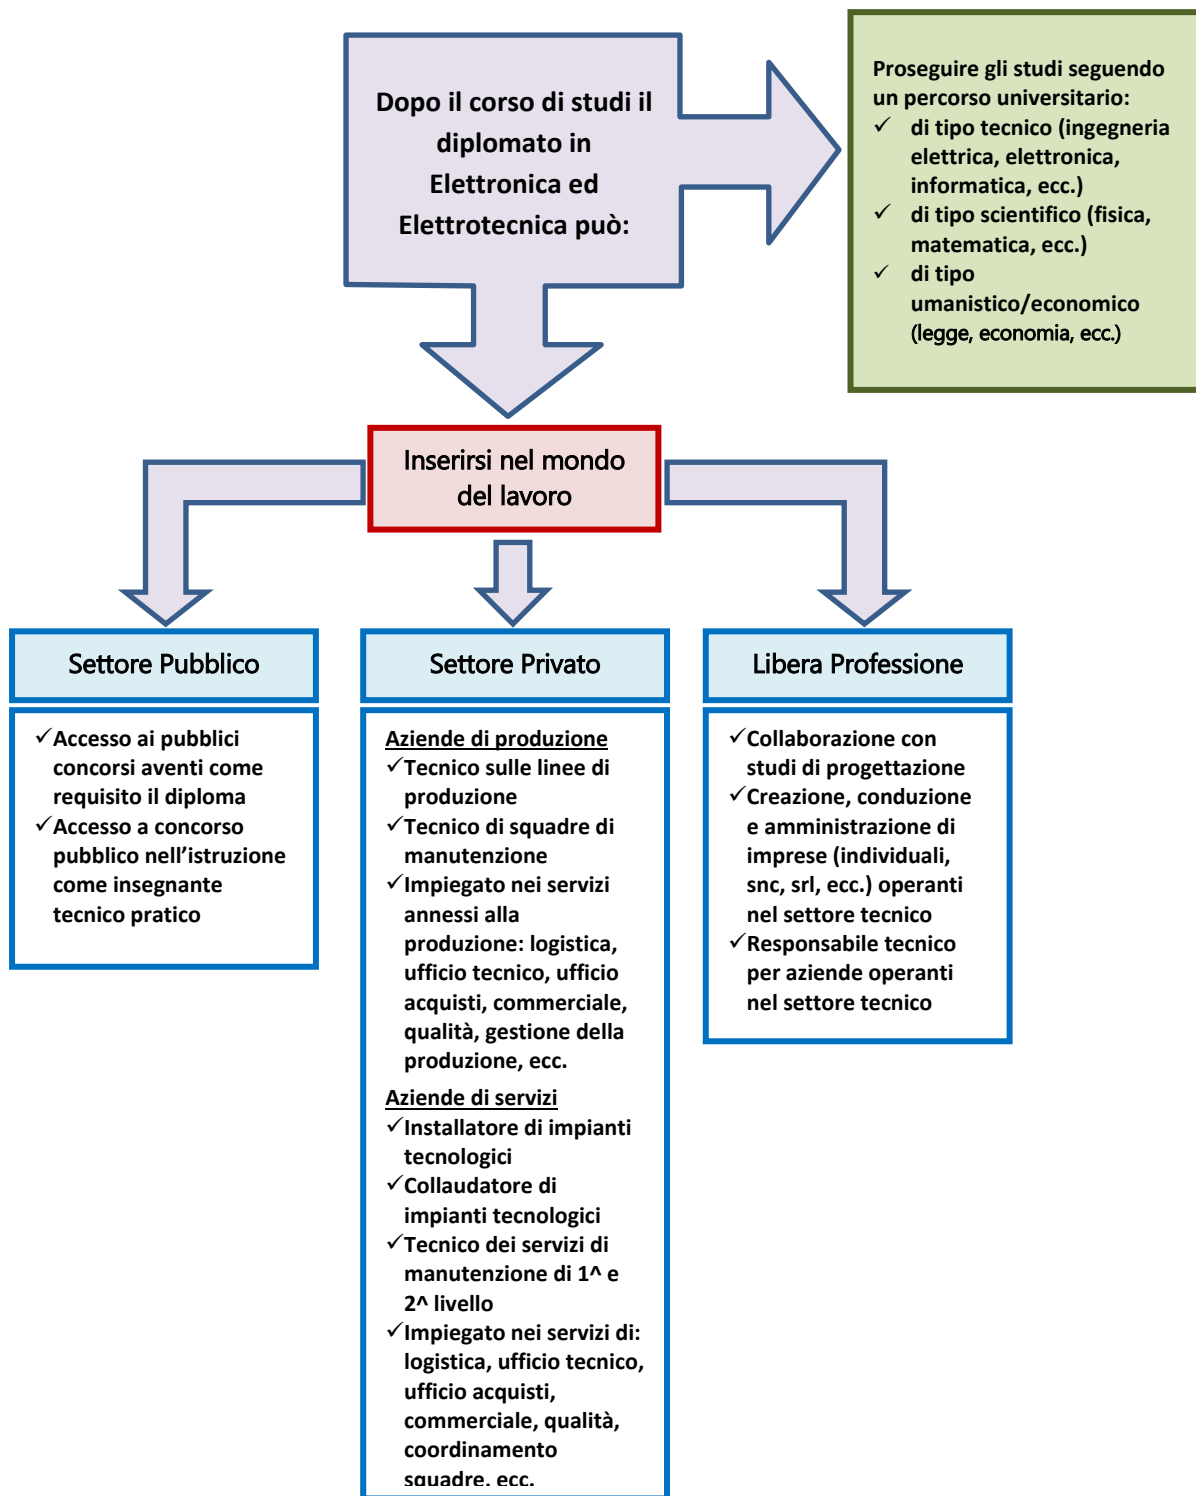 Dopo il corso di studi il
diplomato in
Elettronica ed
Elettrotecnica può:
Proseguire gli studi seguendo
un percorso universitario:
✓ di tipo tecnico (ingegneria
elettrica, elettronica,
informatica, ecc.)
✓ di tipo scientifico (fisica,
matematica, ecc.)
✓ di tipo
umanistico/economico
(legge, economia, ecc.)
Inserirsi nel mondo
del lavoro
Settore Pubblico
✓Accesso ai pubblici
concorsi aventi come
requisito il diploma
✓Accesso a concorso
pubblico nell'istruzione
come insegnante
tecnico pratico
Settore Privato
Aziende di produzione
✓Tecnico sulle linee di
produzione
✓Tecnico di squadre di
manutenzione
✓Impiegato nei servizi
annessi alla
produzione: logistica,
ufficio tecnico, ufficio
acquisti, commerciale,
qualità, gestione della
produzione, ecc.
Aziende di servizi
✓Installatore di impianti
tecnologici
✓Collaudatore di
impianti tecnologici
✓Tecnico dei servizi di
manutenzione di 1^ e
2^ livello
✓Impiegato nei servizi di:
logistica, ufficio tecnico,
ufficio acquisti,
commerciale, qualità,
coordinamento
squadre, ecc.
Libera Professione
✓Collaborazione con
studi di progettazione
✓Creazione, conduzione
e amministrazione di
imprese (individuali,
snc, srl, ecc.) operanti
nel settore tecnico
✓Responsabile tecnico
per aziende operanti
nel settore tecnico